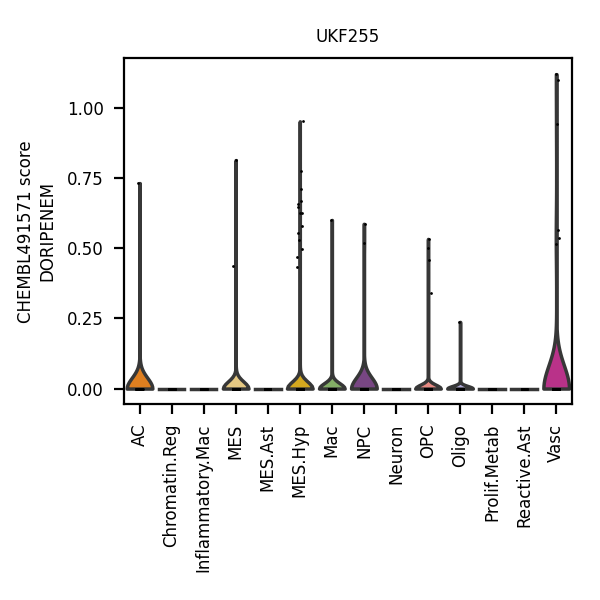 UKF255
CHEMBL491571 score
DORIPENEM
1.00
0.75
0.50
0.25
0.00
AC
Chromatin.Reg
Inflammatory.Mac
MES
MES.Ast
MES.Hyp
Mac
NPC
Neuron
OPC
Oligo
Prolif.Metab
Reactive.Ast
Vasc